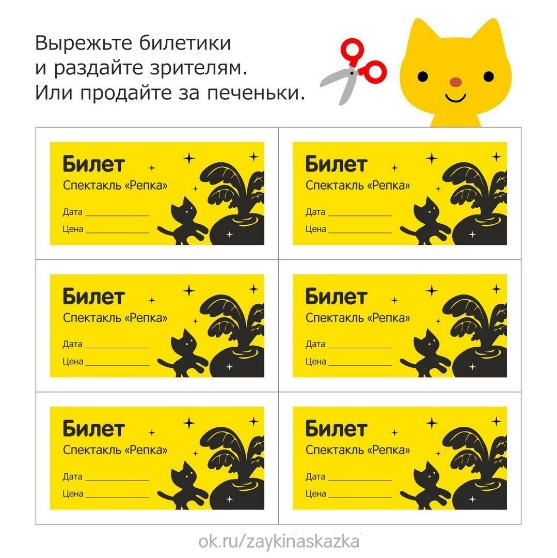 Вырежьте билетики
и раздайте зрителям.
Или продайте за печеньки.
Билет
Спектакль «Репка»
Дата
Цена
Билет
Спектакль «Репка»
Дата
Цена
Билет
Спектакль «Репка»
Дата
Цена
Билет
Спектакль «Репка»
Дата
Цена
Билет
Спектакль «Репка»
Дата
Цена
Билет
Спектакль «Репка»
Дата
Цена
ok.ru/zaykinaskazka